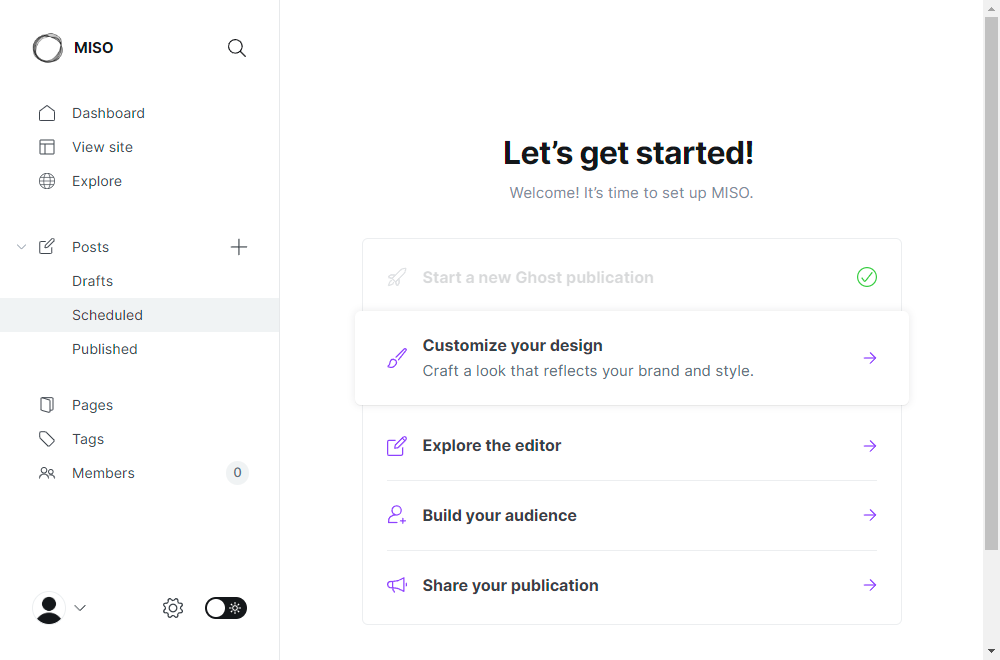 MISO
Dashboard
View site
Explore
Posts
Drafts
Scheduled
Published
Pages
Tags
Members
0
Let’s get started!
Welcome! It’s time to set up MISO.
Start a new Ghost publication
Customize your design
Craft a look that reflects your brand and style.
Explore the editor
Build your audience
Share your publication